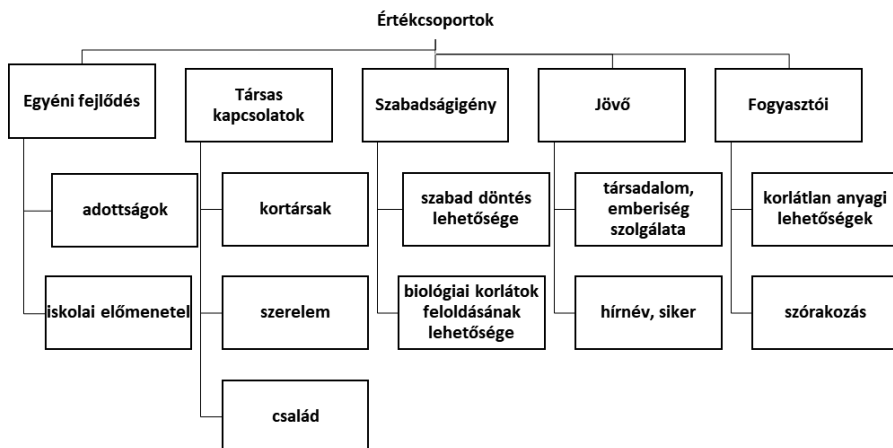 Értékcsoportok
Egyéni fejlődés
adottságok
iskolai előmenetel
Társas
kapcsolatok
kortársak
szerelem
család
Szabadságigény
szabad döntés
lehetősége
biológiai korlátok
feloldásának
lehetősége
Jövő
társadalom,
emberiség
szolgálata
hírnév, siker
Fogyasztói
korlátlan anyagi
lehetőségek
szórakozás